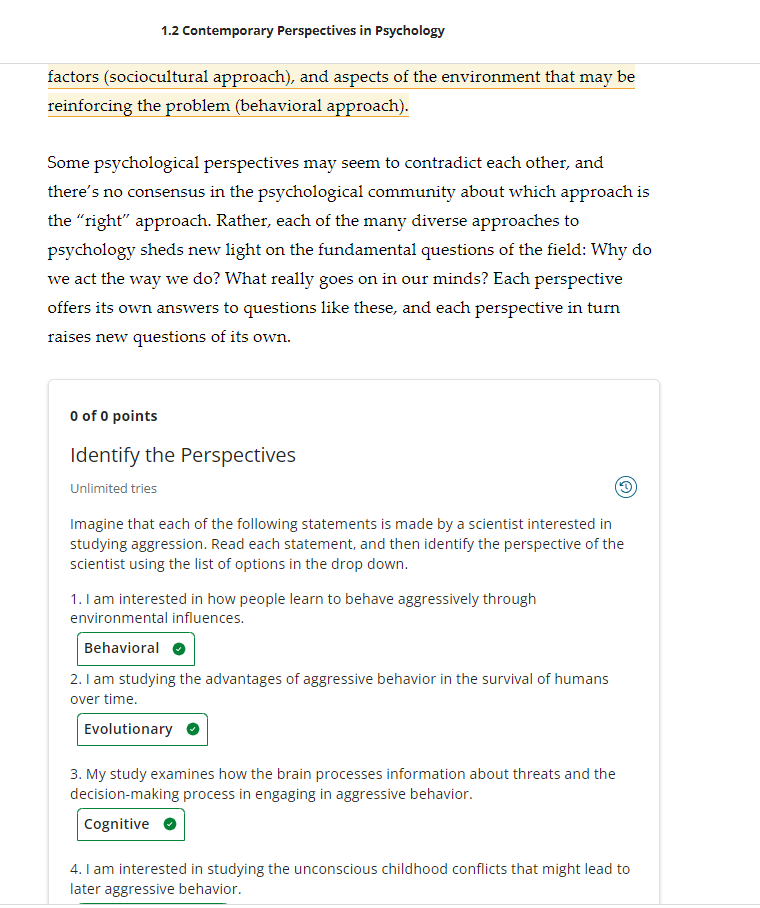 1.2 Contemporary Perspectives in Psychology
factors (sociocultural approach), and aspects of the environment that may be
reinforcing the problem (behavioral approach).
Some psychological perspectives may seem to contradict each other, and
there’s no consensus in the psychological community about which approach is
the “right” approach. Rather, each of the many diverse approaches to
psychology sheds new light on the fundamental questions of the field: Why do
we act the way we do? What really goes on in our minds? Each perspective
offers its own answers to questions like these, and each perspective in turn
raises new questions of its own.
0 of 0 points
Identify the Perspectives
Unlimited tries
Imagine that each of the following statements is made by a scientist interested in
studying aggression. Read each statement, and then identify the perspective of the
scientist using the list of options in the drop down.
1. I am interested in how people learn to behave aggressively through
environmental influences.
Behavioral
2. I am studying the advantages of aggressive behavior in the survival of humans
over time.
Evolutionary
3. My study examines how the brain processes information about threats and the
decision-making process in engaging in aggressive behavior.
Cognitive
4. I am interested in studying the unconscious childhood conflicts that might lead to
later aggressive behavior.